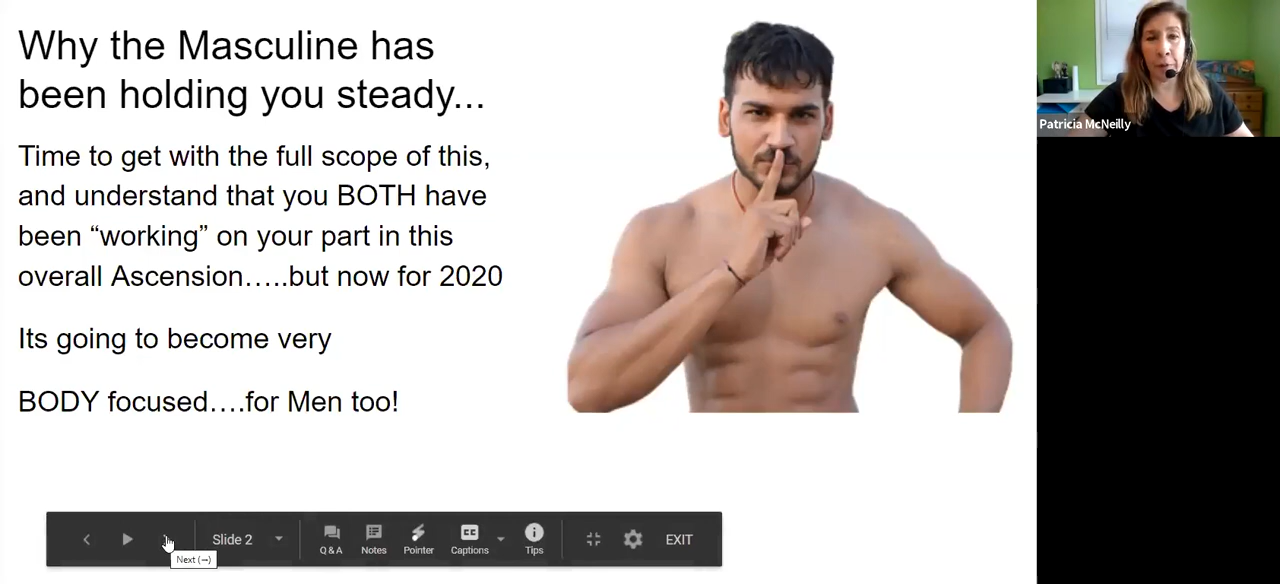 Why the Masculine has
been holding you steady...
Time to get with the full scope of this,
and understand that you BOTH have
been “working” on your part in this
overall Ascension…..but now for 2020
Its going to become very
BODY focused….for Men too!
Patricia McNeilly
Slide 2
Q & A
Notes
Pointer
Captions
Tips
EXIT
Next (→)